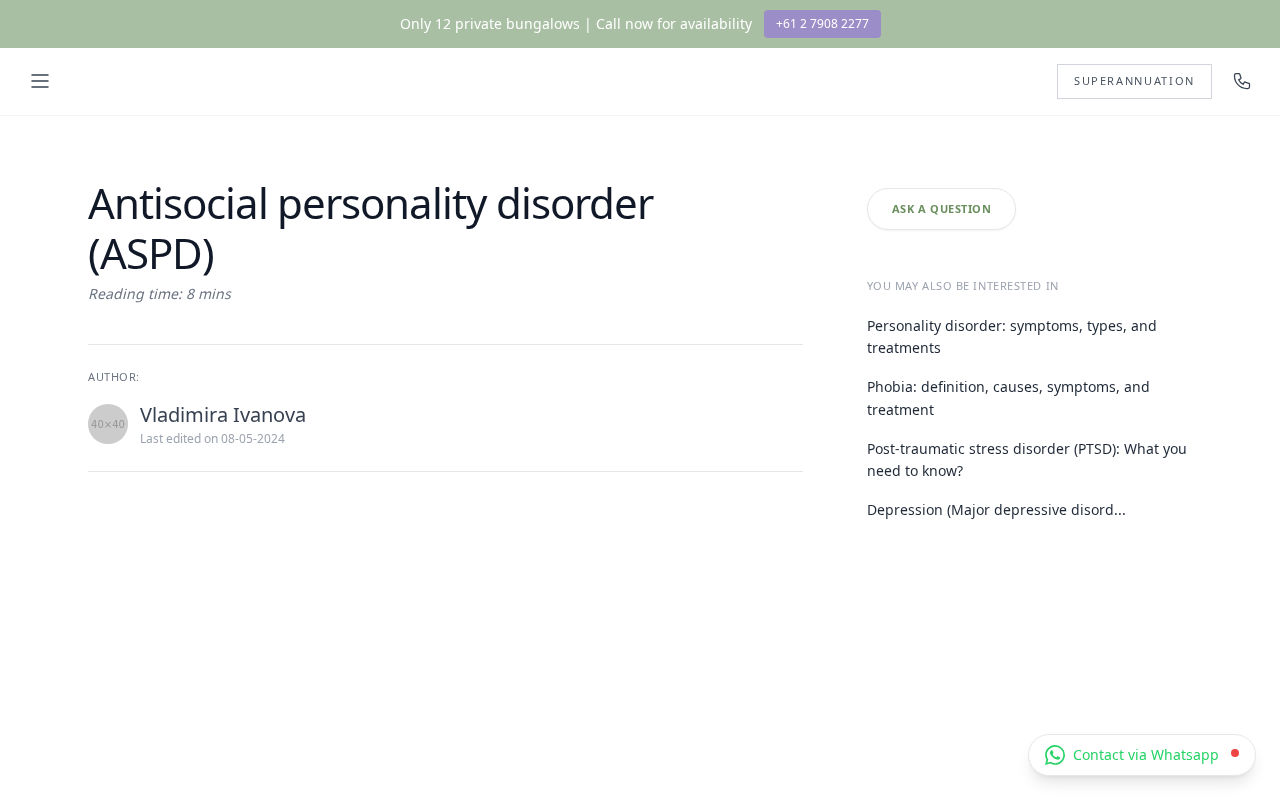 Only 12 private bungalows | Call now for availability
+61 2 7908 2277
SUPERANNUATION
Antisocial personality disorder
(ASPD)
Reading time: 8 mins
AUTHOR:
40×40
Vladimira Ivanova
Last edited on 08-05-2024
ASK A QUESTION
YOU MAY ALSO BE INTERESTED IN
Personality disorder: symptoms, types, and
treatments
Phobia: definition, causes, symptoms, and
treatment
Post-traumatic stress disorder (PTSD): What you
need to know?
Depression (Major depressive disord...
Contact via Whatsapp